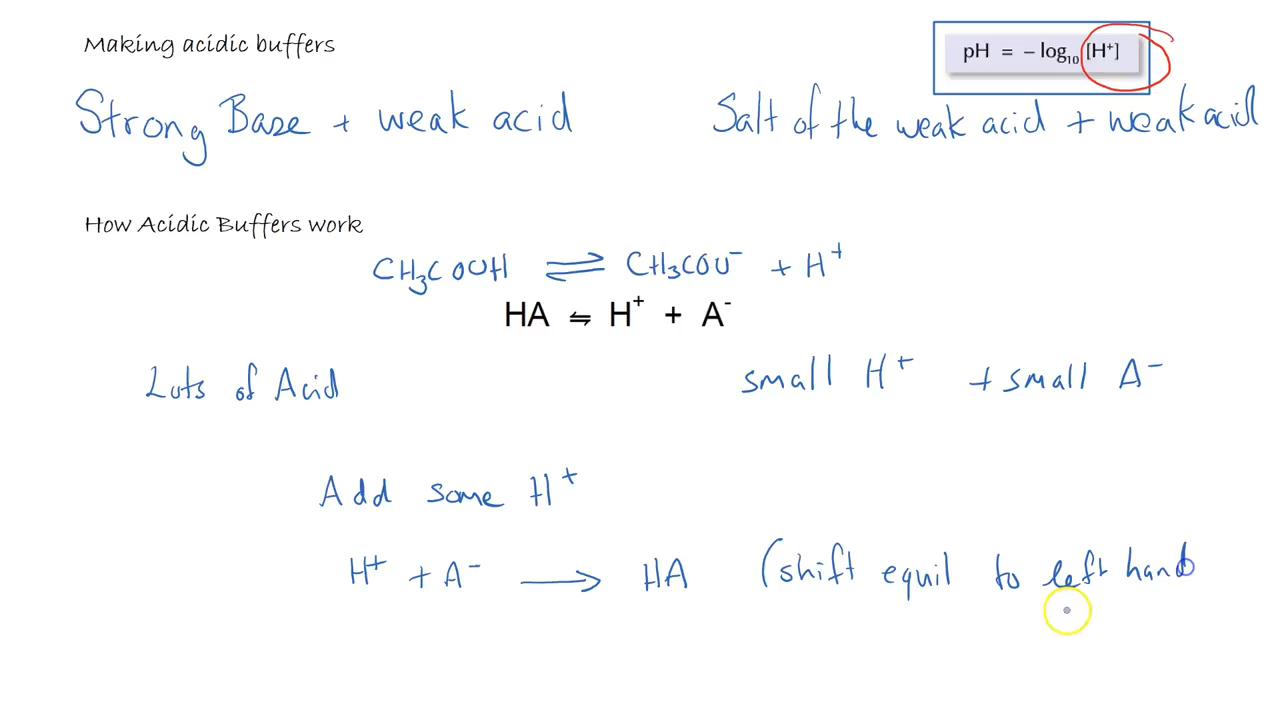 Making acidic buffers
pH = − log₁₀ [H⁺]
Strong Base + weak acid
Salt of the weak acid + weak acid
How Acidic Buffers work
CH₃COOH ⇌ CH₃COO⁻ + H⁺
HA ⇌ H⁺ + A⁻
Lots of Acid
small H⁺ + small A⁻
Add some H⁺
H⁺ + A⁻ → HA (shift equil to left hand